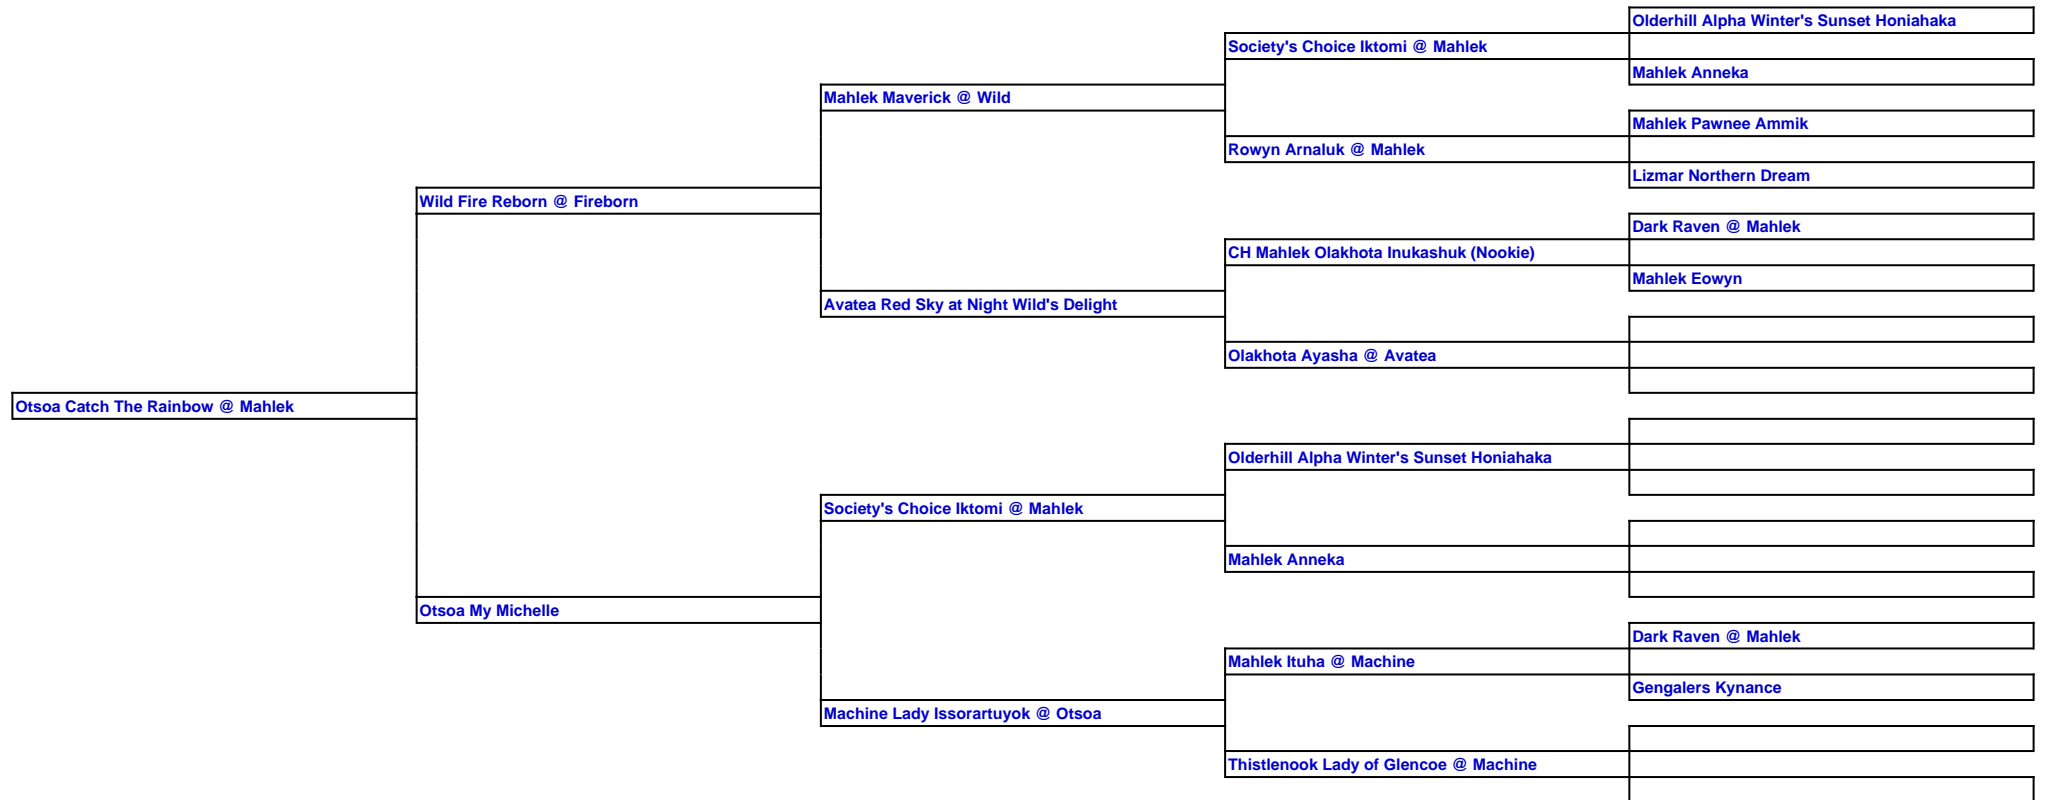 Olderhill Alpha Winter's Sunset Honiahaka
Society's Choice Iktomi @ Mahlek
Mahlek Anneka
Mahlek Maverick @ Wild
Mahlek Pawnee Ammik
Rowyn Arnaluk @ Mahlek
Lizmar Northern Dream
Wild Fire Reborn @ Fireborn
Dark Raven @ Mahlek
CH Mahlek Olakhota Inukashuk (Nookie)
Mahlek Eowyn
Avatea Red Sky at Night Wild's Delight
Olakhota Ayasha @ Avatea
Otsoa Catch The Rainbow @ Mahlek
Olderhill Alpha Winter's Sunset Honiahaka
Society's Choice Iktomi @ Mahlek
Mahlek Anneka
Otsoa My Michelle
Dark Raven @ Mahlek
Mahlek Ituha @ Machine
Gengalers Kynance
Machine Lady Issorartuyok @ Otsoa
Thistlenook Lady of Glencoe @ Machine